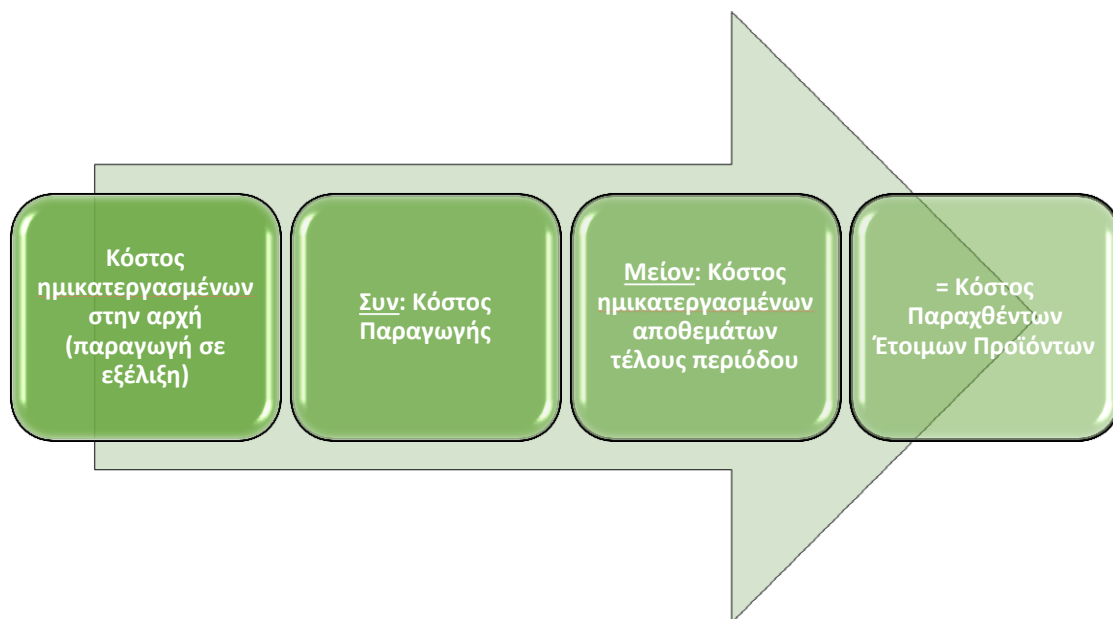 Κόστος
ημικατεργασμένων
στην αρχή
(παραγωγή σε
εξέλιξη)
Συν: Κόστος
Παραγωγής
Μείον: Κόστος
ημικατεργασμένων
αποθεμάτων
τέλους περιόδου
= Κόστος
Παραχθέντων
Έτοιμων Προϊόντων